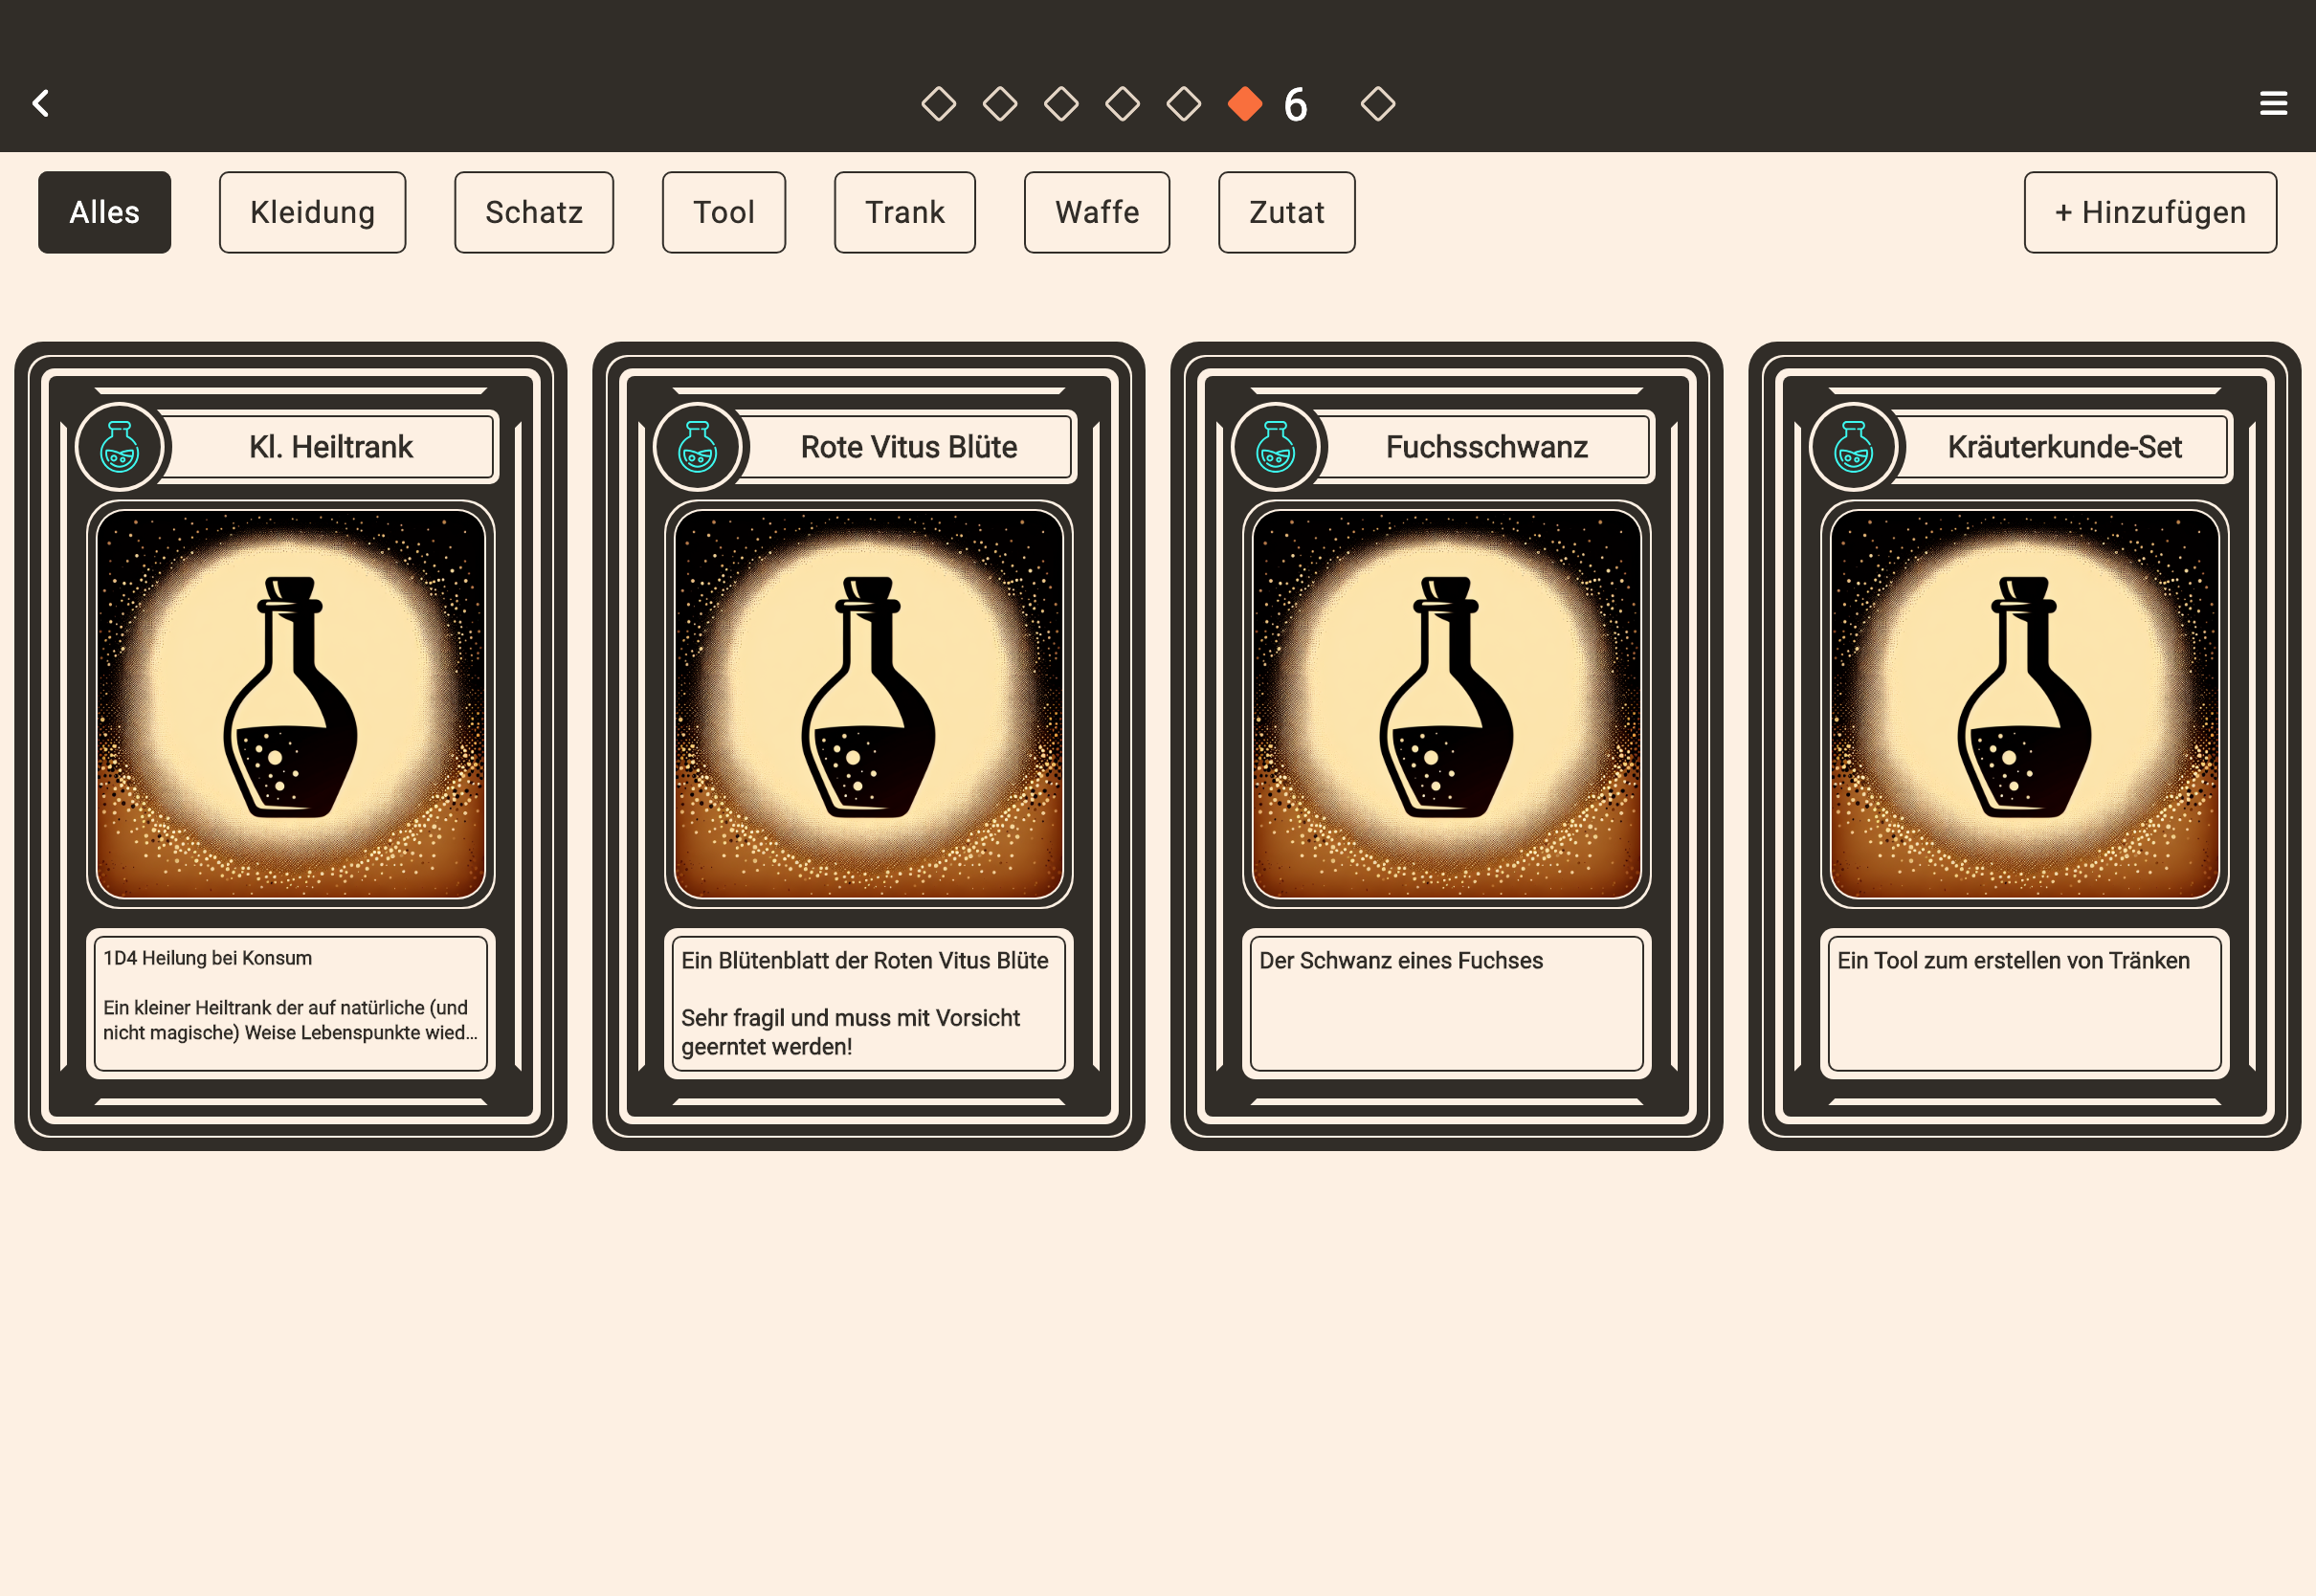 6
Alles
Kleidung
Schatz
Tool
Trank
Waffe
Zutat
+ Hinzufügen
Kl. Heiltrank
1D4 Heilung bei Konsum
Ein kleiner Heiltrank der auf natürliche (und
nicht magische) Weise Lebenspunkte wied...
Rote Vitus Blüte
Ein Blütenblatt der Roten Vitus Blüte
Sehr fragil und muss mit Vorsicht
geerntet werden!
Fuchsschwanz
Der Schwanz eines Fuchses
Kräuterkunde-Set
Ein Tool zum erstellen von Tränken